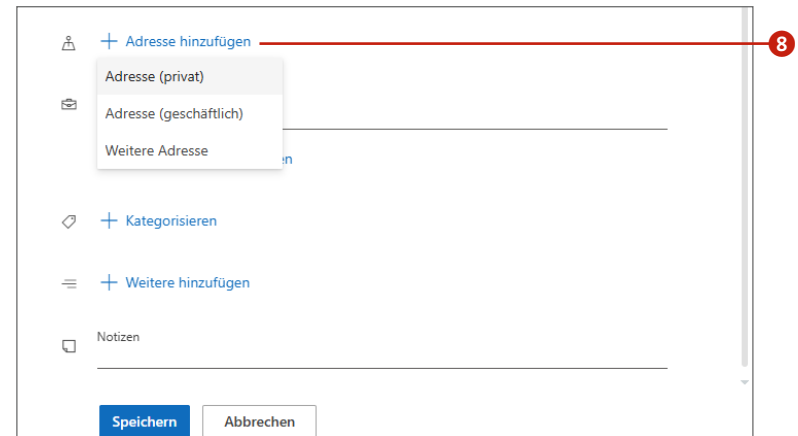 + Adresse hinzufügen
8
Adresse (privat)
Adresse (geschäftlich)
Weitere Adresse
+ Kategorisieren
+ Weitere hinzufügen
Notizen
Speichern Abbrechen